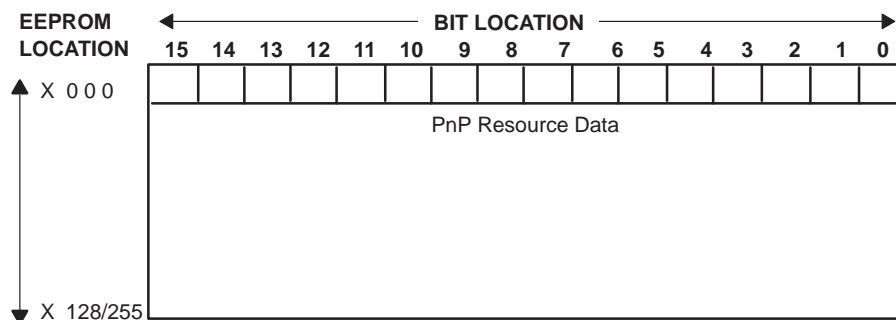 EEPROM
LOCATION
BIT LOCATION
15 14 13 12 11 10 9 8 7 6 5 4 3 2 1 0
X 0 0 0
PnP Resource Data
X 128/255